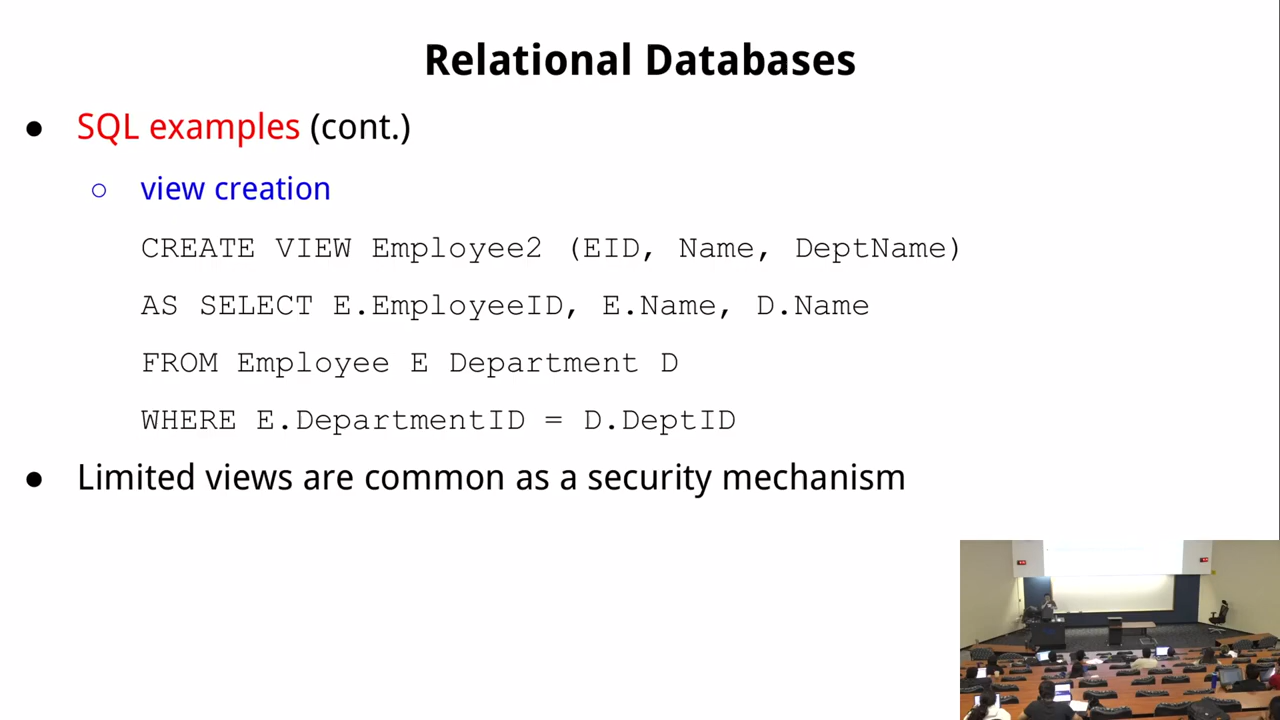 Relational Databases
● SQL examples (cont.)
○ view creation
CREATE VIEW Employee2 (EID, Name, DeptName)
AS SELECT E.EmployeeID, E.Name, D.Name
FROM Employee E Department D
WHERE E.DepartmentID = D.DeptID
● Limited views are common as a security mechanism